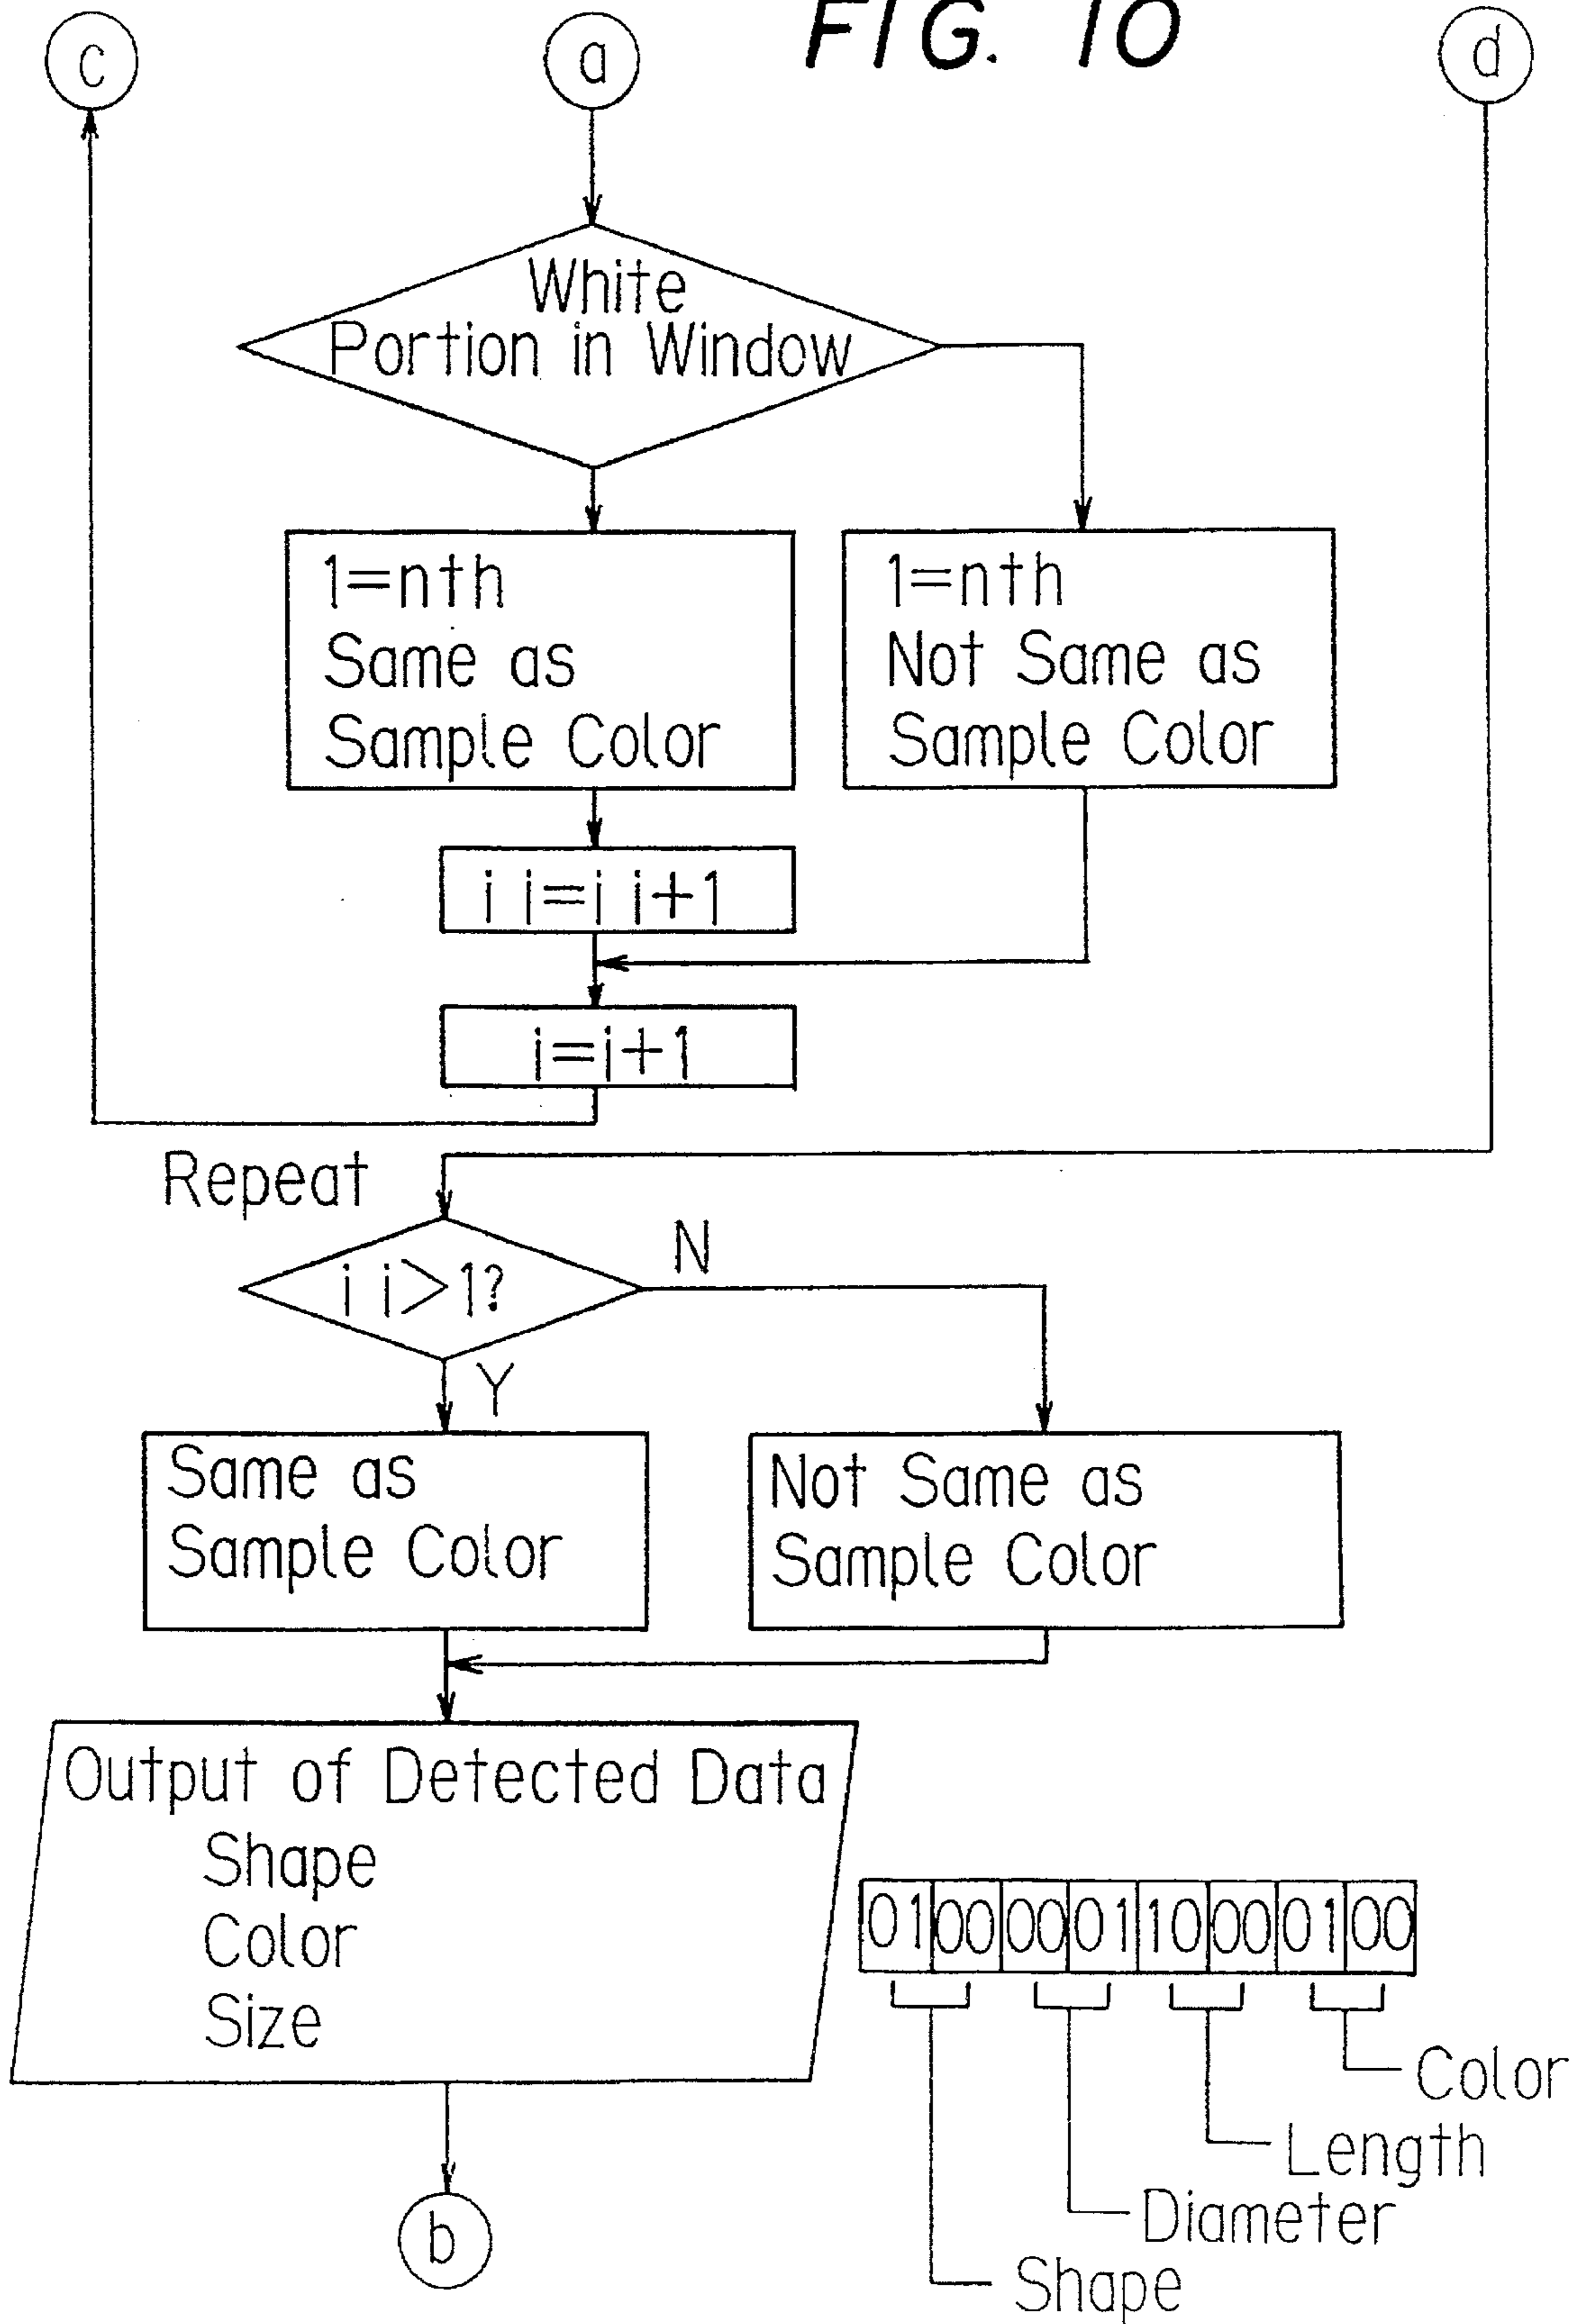 FIG. 10
c
a
d
White
Portion in Window
1=nth
Same as
Sample Color
1=nth
Not Same as
Sample Color
i i=i i+1
i=i+1
Repeat
i i>1?
N
Y
Same as
Sample Color
Not Same as
Sample Color
Output of Detected Data
Shape
Color
Size
01 00 00 01 10 00 01 00
Color
Length
Diameter
Shape
b